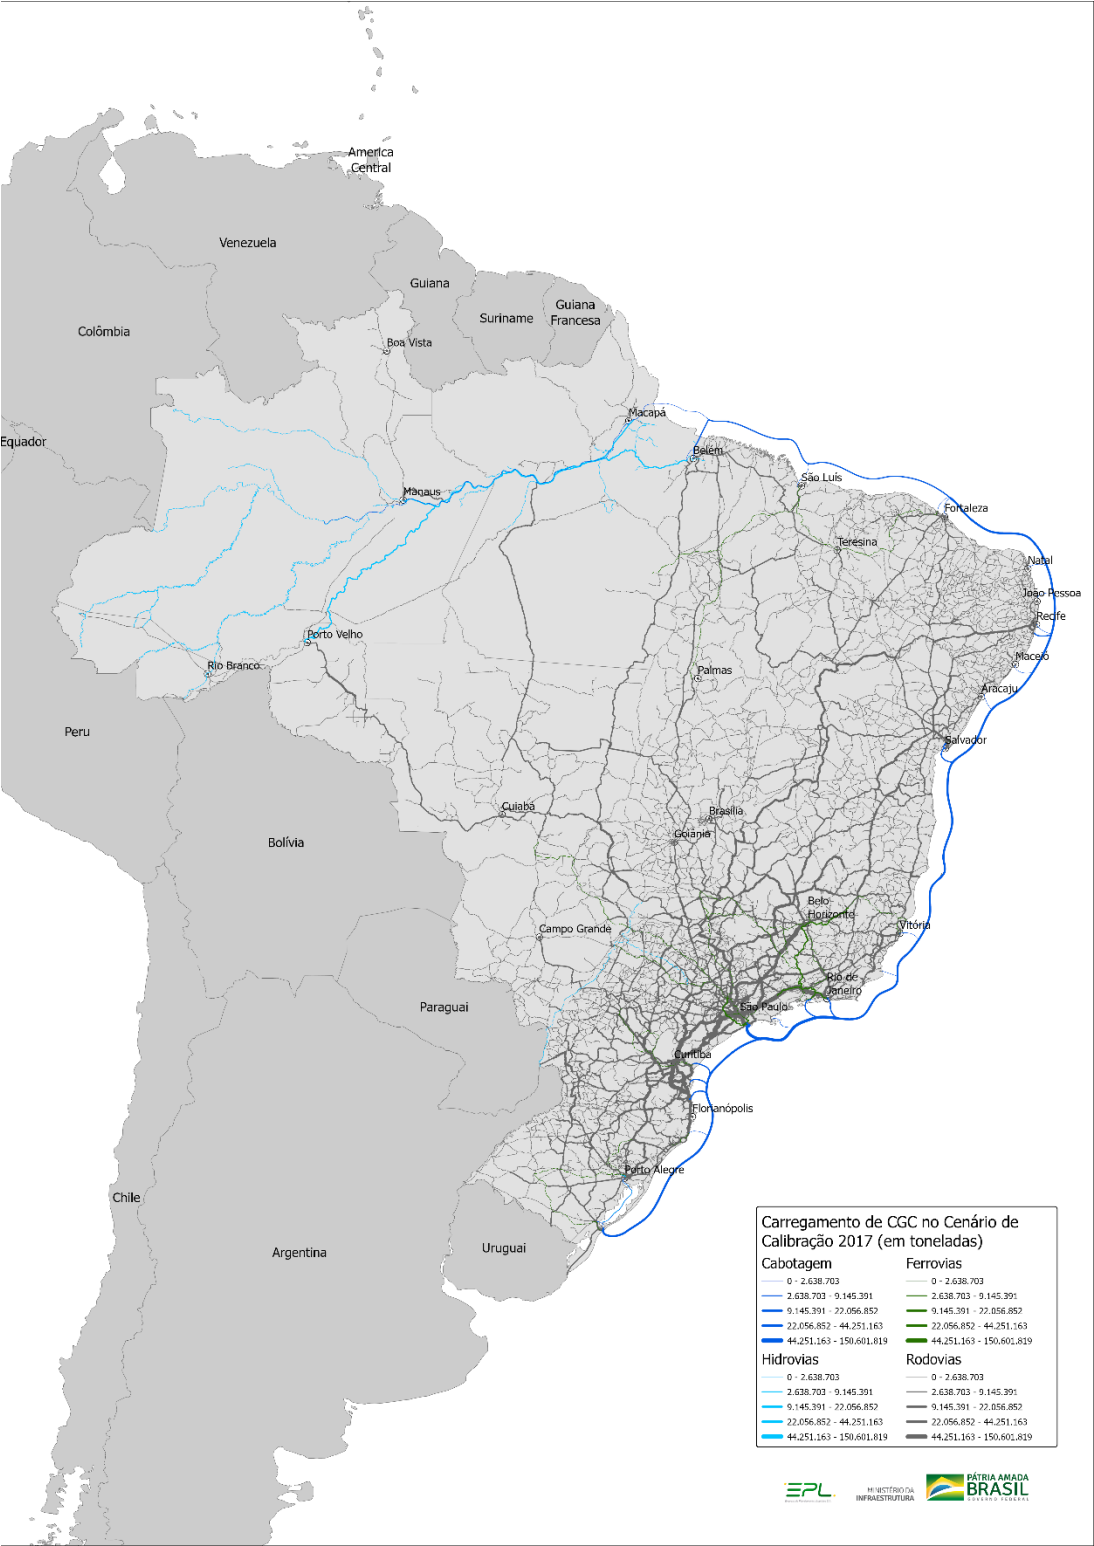 America
Central
Venezuela
Guiana
Suriname
Guiana
Francesa
Colômbia
Boa Vista
Macapá
Equador
Belém
São Luís
Manaus
Fortaleza
Teresina
Natal
João Pessoa
Recife
Porto Velho
Maceió
Rio Branco
Palmas
Aracaju
Peru
Salvador
Cuiabá
Brasília
Goiânia
Bolívia
Belo
Horizonte
Vitória
Campo Grande
Rio de
Janeiro
Paraguai
São Paulo
Curitiba
Florianópolis
Porto Alegre
Chile
Argentina
Uruguai
Carregamento de CGC no Cenário de
Calibração 2017 (em toneladas)
Cabotagem
0 - 2.638.703
2.638.703 - 9.145.391
9.145.391 - 22.056.852
22.056.852 - 44.251.163
44.251.163 - 150.601.819
Ferrovias
0 - 2.638.703
2.638.703 - 9.145.391
9.145.391 - 22.056.852
22.056.852 - 44.251.163
44.251.163 - 150.601.819
Hidrovias
0 - 2.638.703
2.638.703 - 9.145.391
9.145.391 - 22.056.852
22.056.852 - 44.251.163
44.251.163 - 150.601.819
Rodovias
0 - 2.638.703
2.638.703 - 9.145.391
9.145.391 - 22.056.852
22.056.852 - 44.251.163
44.251.163 - 150.601.819
EPL
MINISTÉRIO DA
INFRAESTRUTURA
PÁTRIA AMADA
BRASIL
GOVERNO FEDERAL